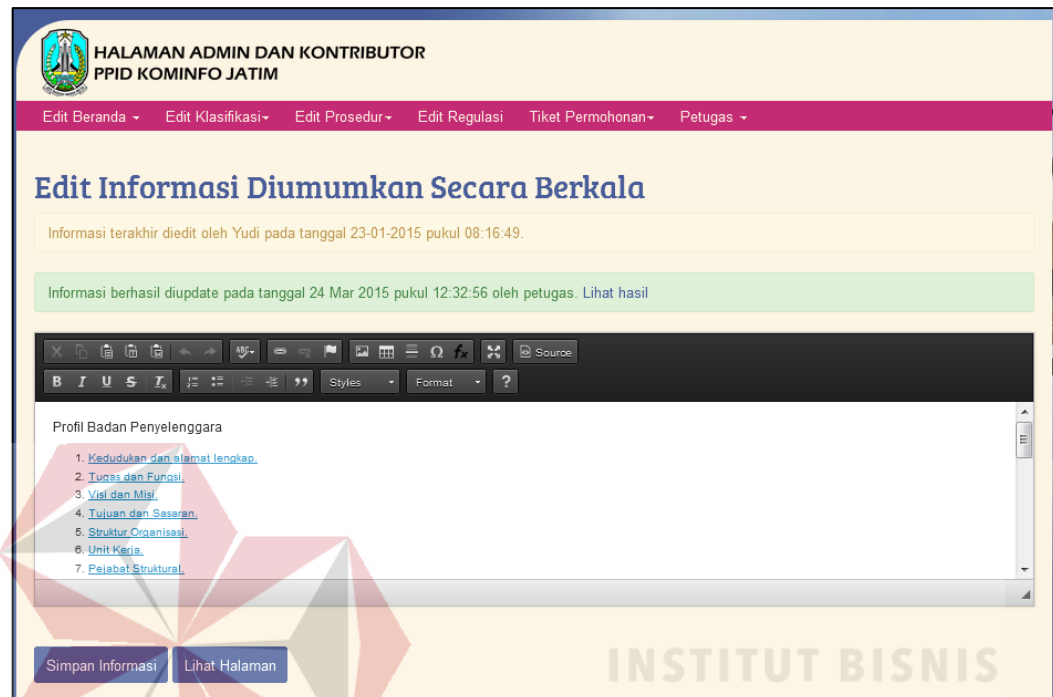 HALAMAN ADMIN DAN KONTRIBUTOR
PPID KOMINFO JATIM
Edit Beranda Edit Klasifikasi Edit Prosedur Edit Regulasi Tiket Permohonan Petugas
Edit Informasi Diumumkan Secara Berkala
Informasi terakhir diedit oleh Yudi pada tanggal 23-01-2015 pukul 08:16:49.
Informasi berhasil diupdate pada tanggal 24 Mar 2015 pukul 12:32:56 oleh petugas. Lihat hasil
ABC Ω fx Source
B I U S Tx Styles Format ?
Profil Badan Penyelenggara
1. Kedudukan dan alamat lengkap.
2. Tugas dan Fungsi.
3. Visi dan Misi.
4. Tujuan dan Sasaran.
5. Struktur Organisasi.
6. Unit Kerja.
7. Pejabat Struktural.
Simpan Informasi Lihat Halaman
INSTITUT BISNIS